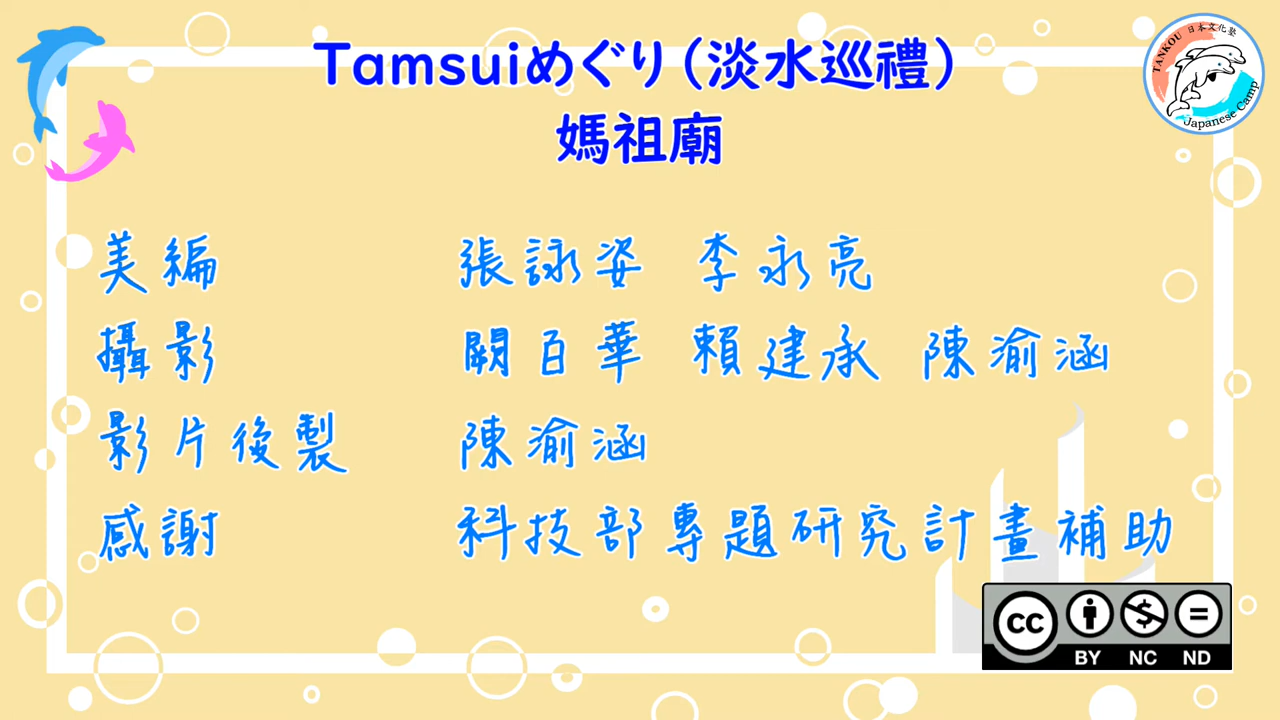 Tamsuiめぐり(淡水巡禮)
媽祖廟
TANKOU 日本文化塾
Japanese Camp
美編 張詠姿 李永亮
攝影 闕百華 賴建承 陳渝涵
影片後製 陳渝涵
感謝 科技部專題研究計畫補助
CC BY NC ND